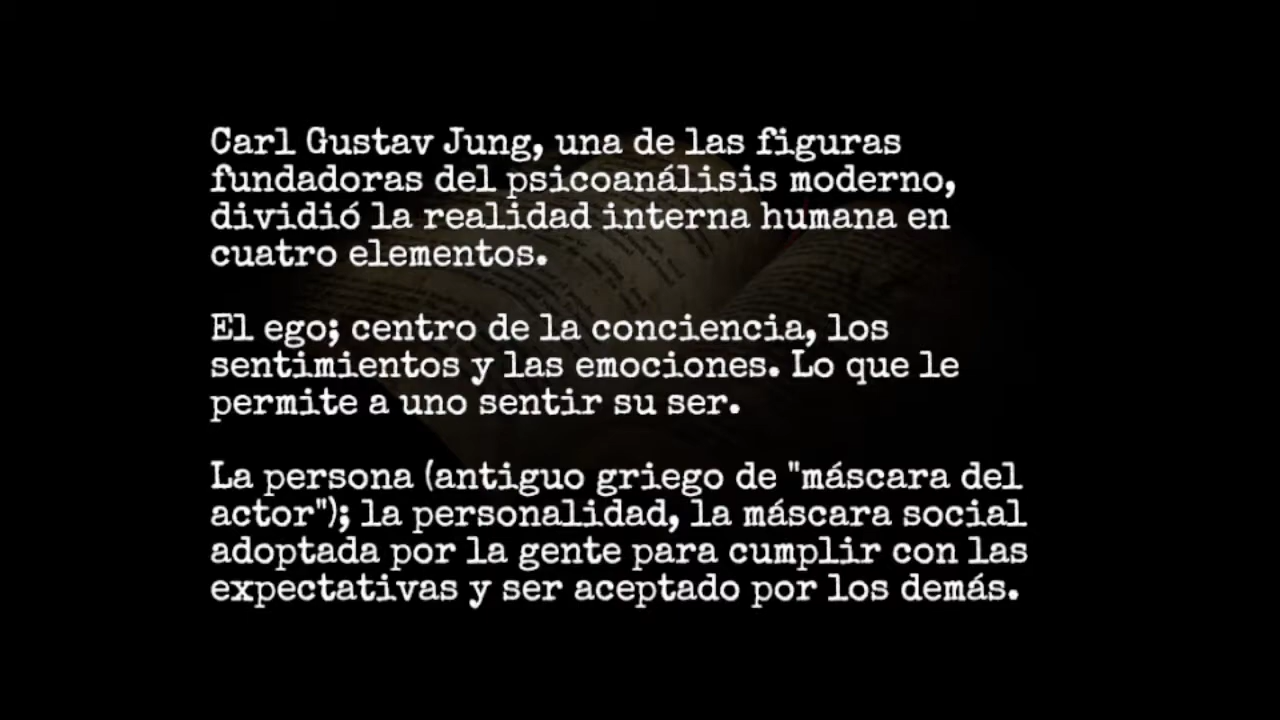 Carl Gustav Jung, una de las figuras
fundadoras del psicoanálisis moderno,
dividió la realidad interna humana en
cuatro elementos.
El ego; centro de la conciencia, los
sentimientos y las emociones. Lo que le
permite a uno sentir su ser.
La persona (antiguo griego de "máscara del
actor"); la personalidad, la máscara social
adoptada por la gente para cumplir con las
expectativas y ser aceptado por los demás.